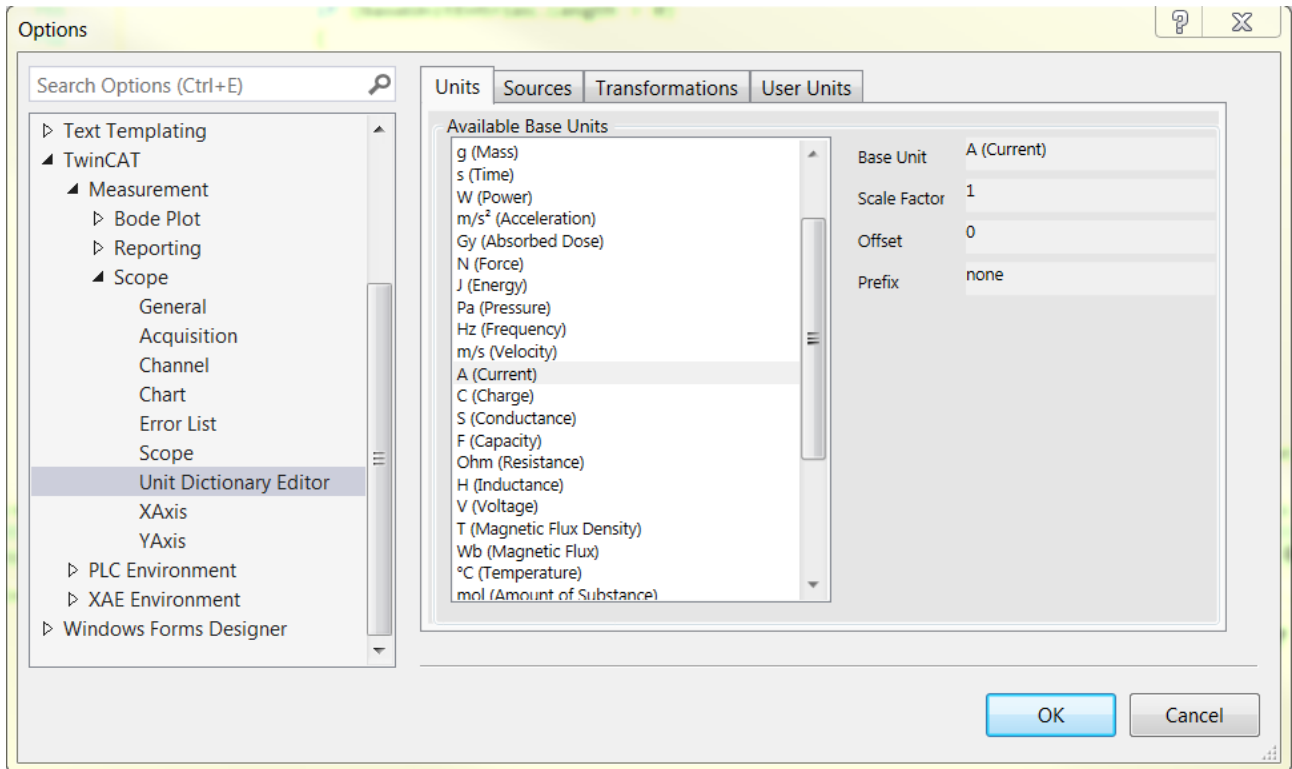 Options
Search Options (Ctrl+E)
Text Templating
TwinCAT
Measurement
Bode Plot
Reporting
Scope
General
Acquisition
Channel
Chart
Error List
Scope
Unit Dictionary Editor
XAxis
YAxis
PLC Environment
XAE Environment
Windows Forms Designer
Units Sources Transformations User Units
Available Base Units
g (Mass)
s (Time)
W (Power)
m/s² (Acceleration)
Gy (Absorbed Dose)
N (Force)
J (Energy)
Pa (Pressure)
Hz (Frequency)
m/s (Velocity)
A (Current)
C (Charge)
S (Conductance)
F (Capacity)
Ohm (Resistance)
H (Inductance)
V (Voltage)
T (Magnetic Flux Density)
Wb (Magnetic Flux)
°C (Temperature)
mol (Amount of Substance)
Base Unit A (Current)
Scale Factor 1
Offset 0
Prefix none
OK Cancel